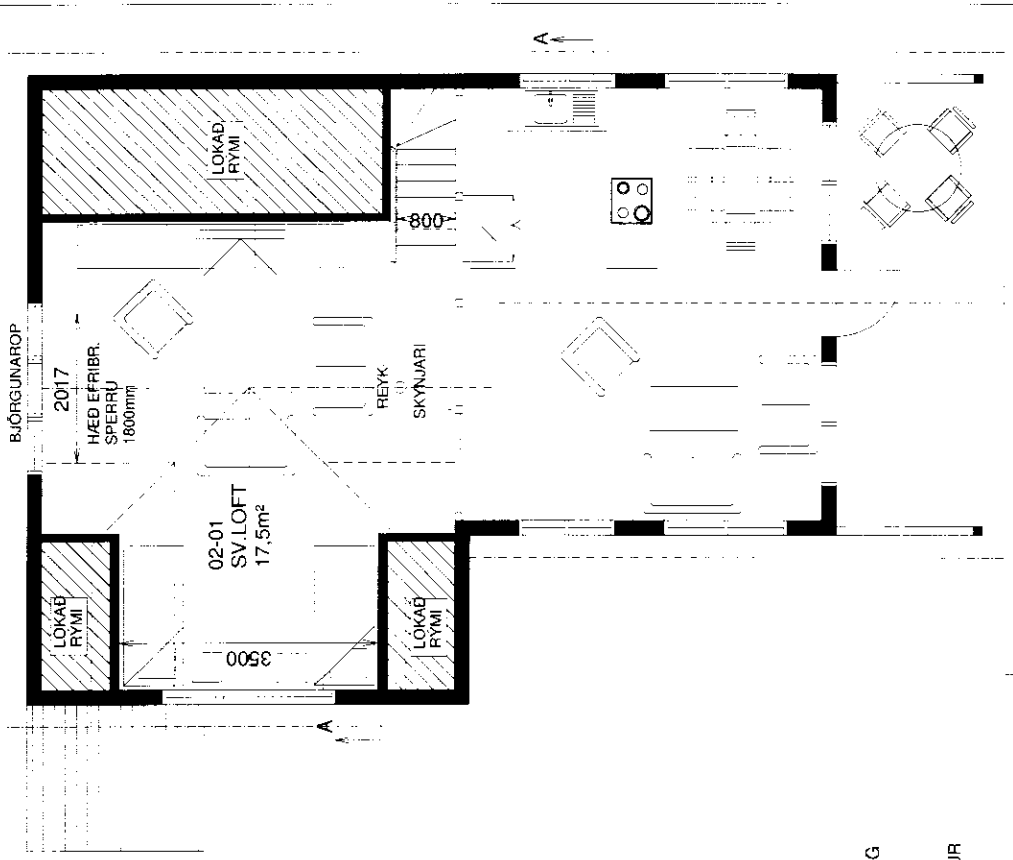 A
LOKAÐ
RÝMI
800
BJÖRGUNAROP
2017
HÆÐ EFRIBR.
SPERRU
1800mm
REYK-
SKYNJARI
02-01
SV.LOFT
17,5m²
LOKAÐ
RÝMI
3500
LOKAÐ
RÝMI
A
G
JR